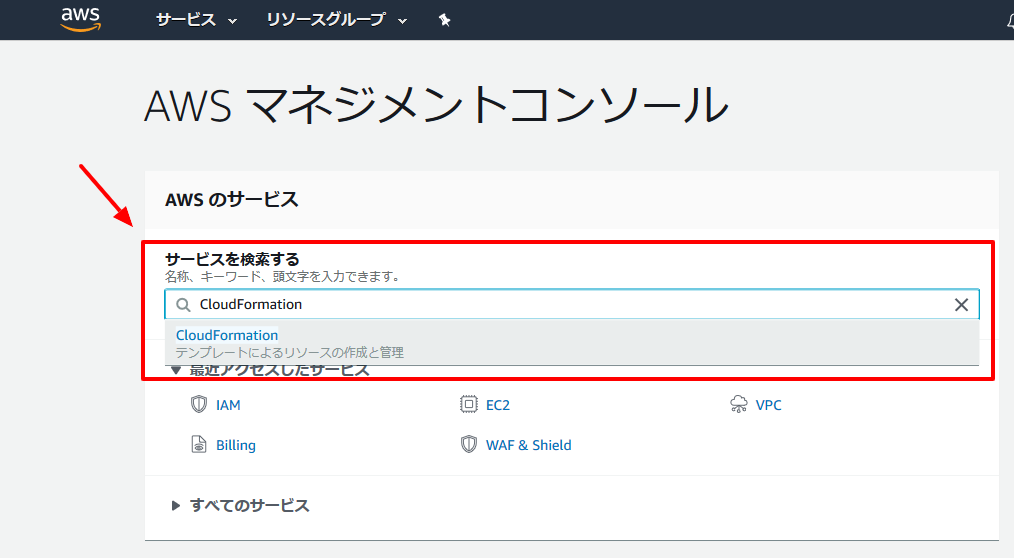 aws サービス リソースグループ
AWS マネジメントコンソール
AWS のサービス
サービスを検索する
名称、キーワード、頭文字を入力できます。
CloudFormation
CloudFormation
テンプレートによるリソースの作成と管理
最近アクセスしたサービス
IAM EC2 VPC
Billing WAF & Shield
すべてのサービス